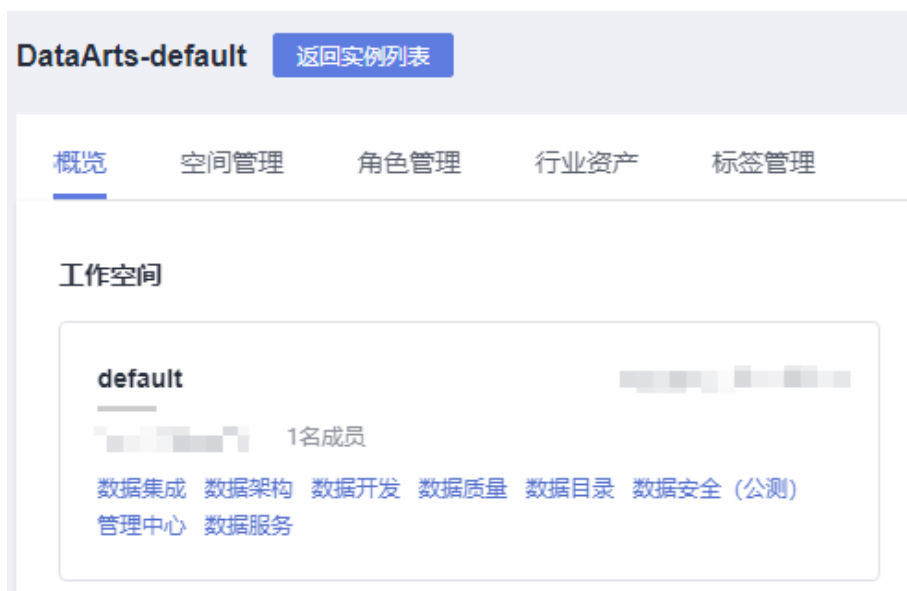 DataArts-default 返回实例列表
概览 空间管理 角色管理 行业资产 标签管理
工作空间
default
1名成员
数据集成 数据架构 数据开发 数据质量 数据目录 数据安全（公测）
管理中心 数据服务